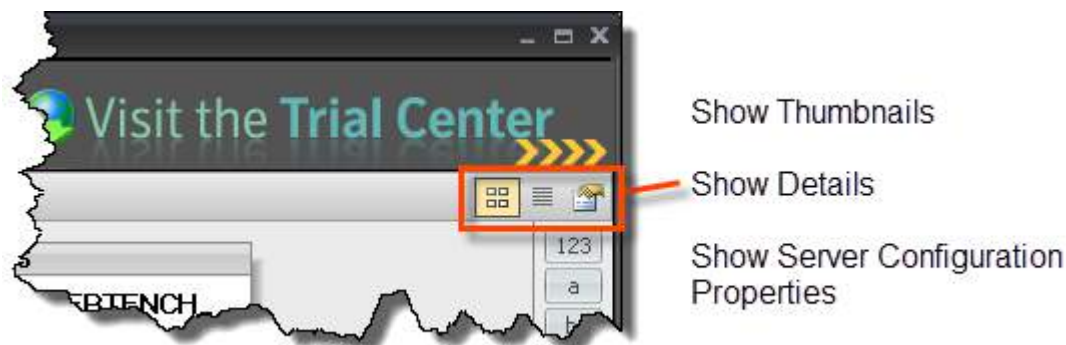 Visit the Trial Center
Show Thumbnails
Show Details
Show Server Configuration
Properties
123
a